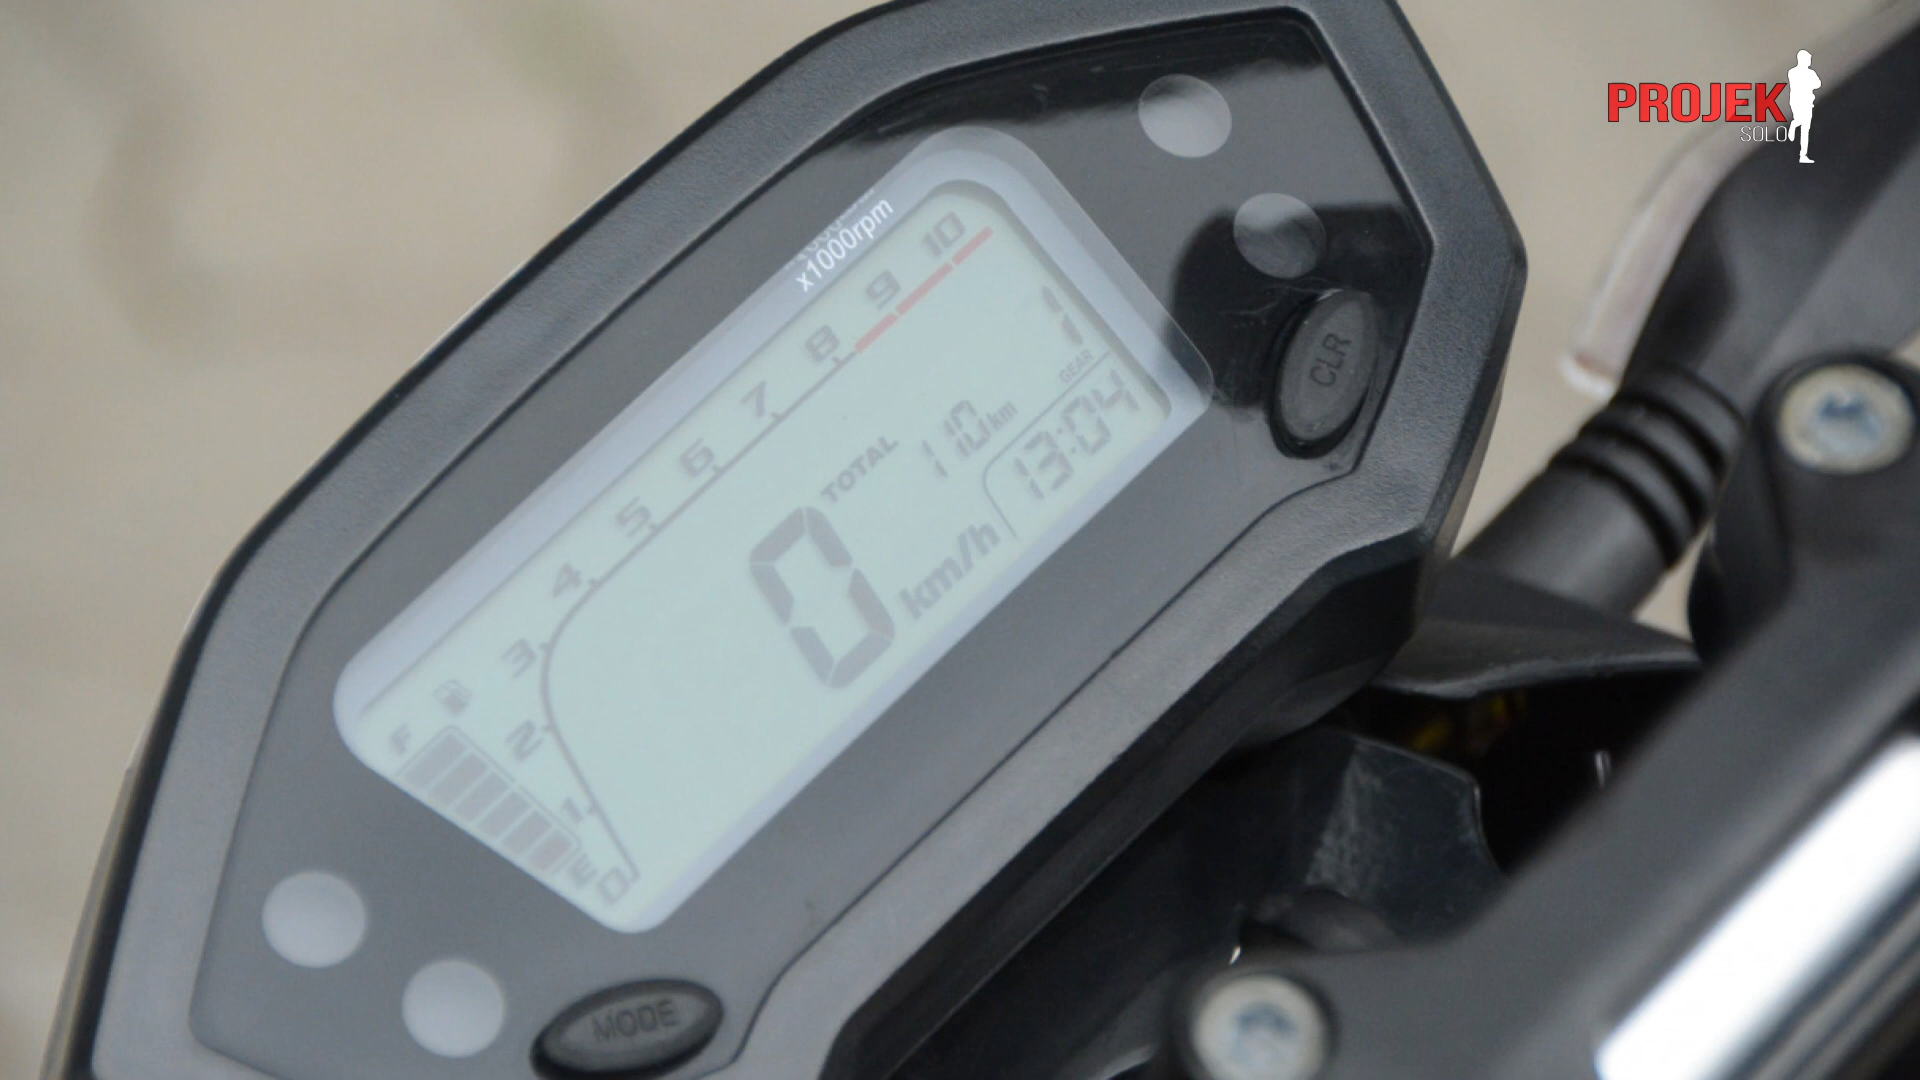 PROJEK
SOLO
x1000rpm
10
9
8
7
6
5
4
3
2
1
0
GEAR
1
TOTAL
110 km
0 km/h
13:04
F
E
CLR
MODE